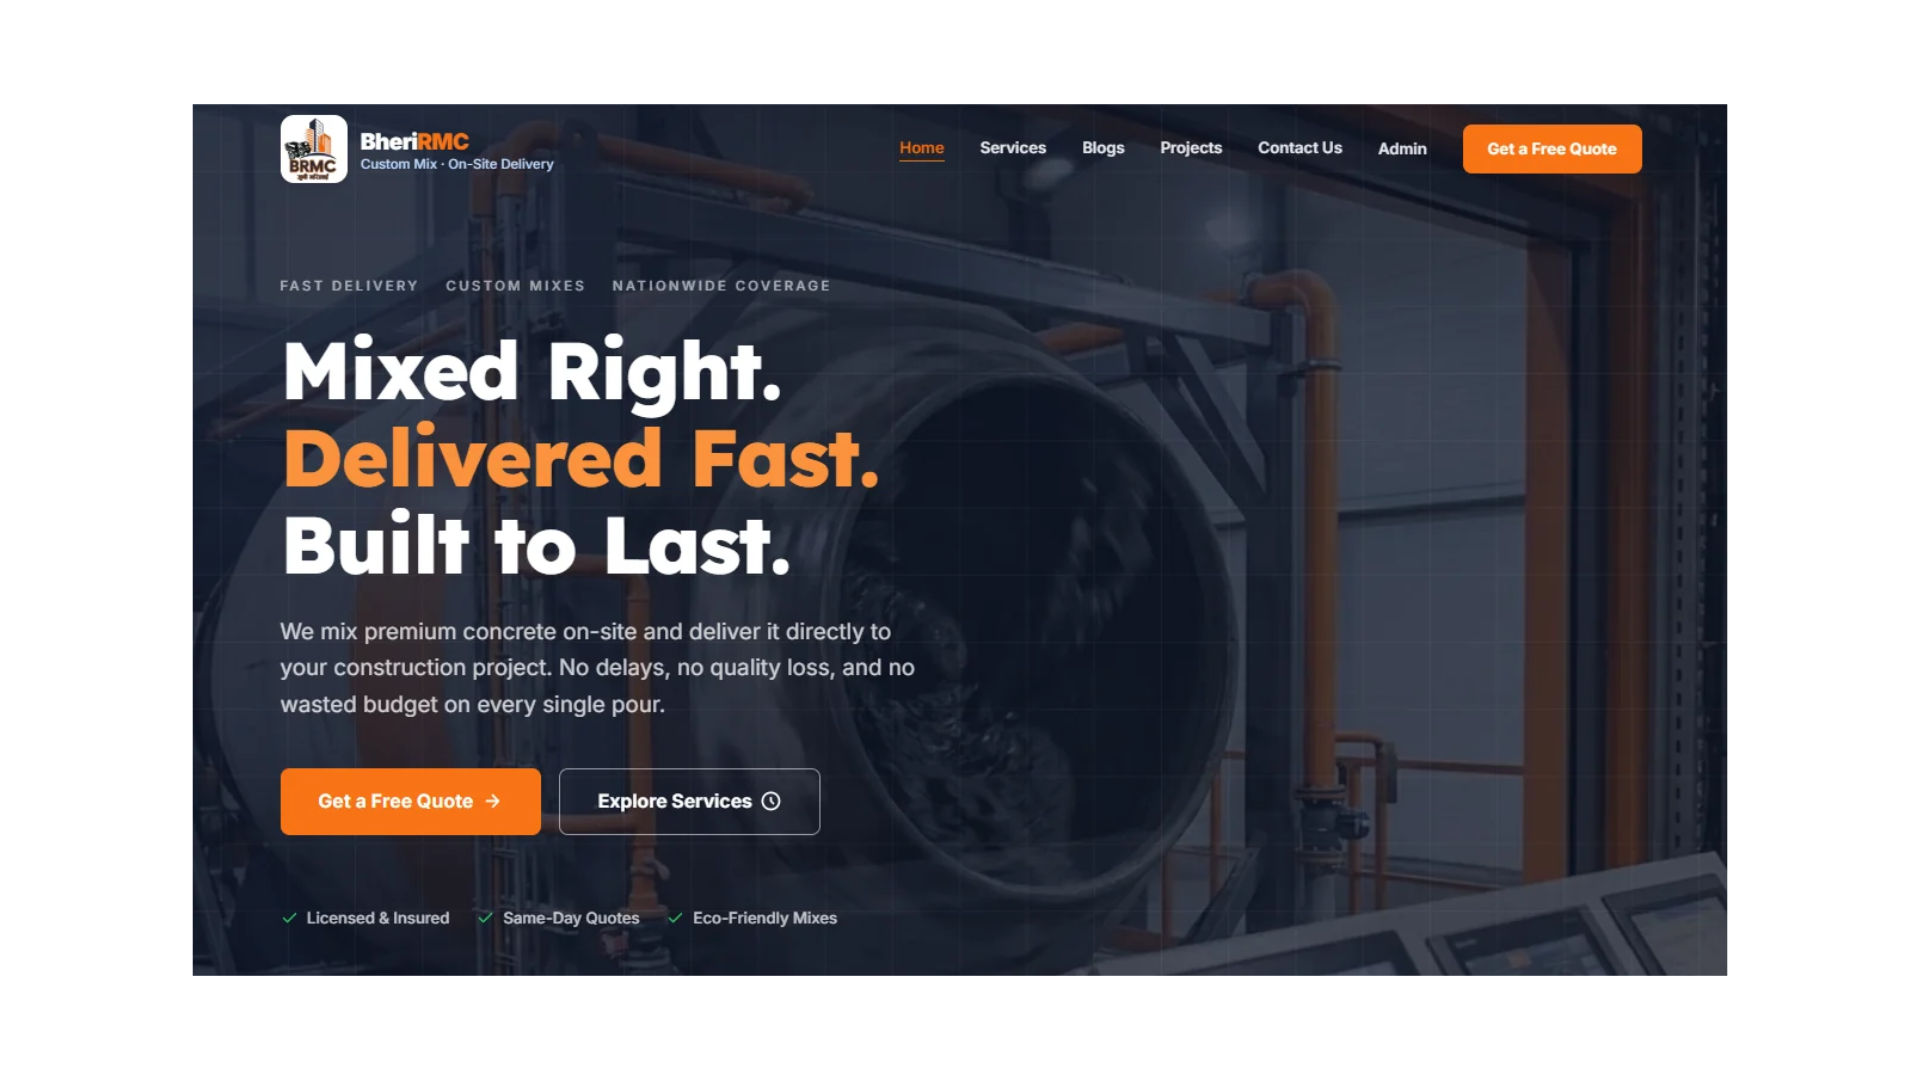 BRMC
BheriRMC
Custom Mix · On-Site Delivery
Home Services Blogs Projects Contact Us Admin Get a Free Quote
FAST DELIVERY CUSTOM MIXES NATIONWIDE COVERAGE
Mixed Right.
Delivered Fast.
Built to Last.
We mix premium concrete on-site and deliver it directly to
your construction project. No delays, no quality loss, and no
wasted budget on every single pour.
Get a Free Quote → Explore Services
Licensed & Insured Same-Day Quotes Eco-Friendly Mixes